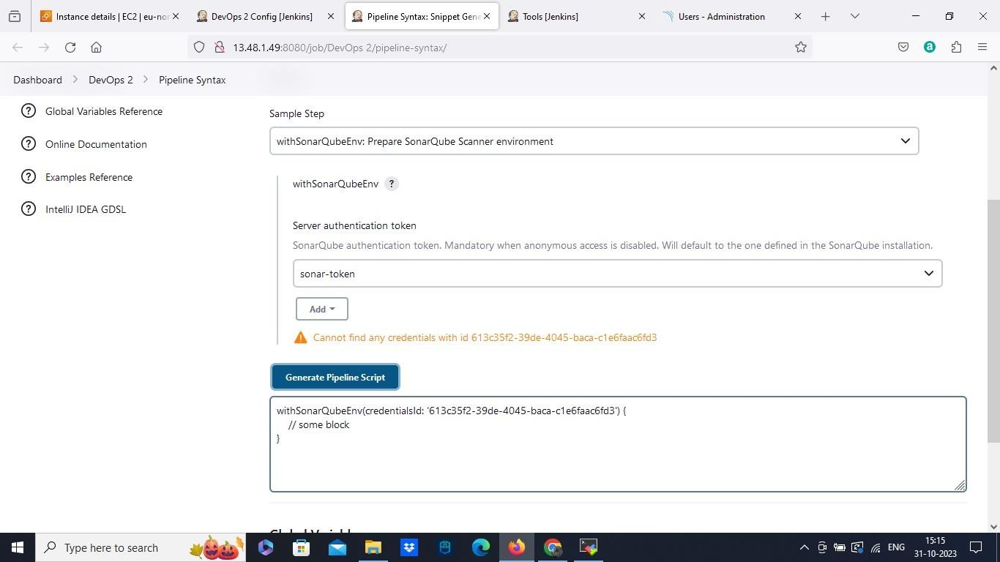 Instance details | EC2 | eu-nor
DevOps 2 Config [Jenkins]
Pipeline Syntax: Snippet Gene
Tools [Jenkins]
Users - Administration
13.48.1.49:8080/job/DevOps 2/pipeline-syntax/
Dashboard
DevOps 2
Pipeline Syntax
Global Variables Reference
Online Documentation
Examples Reference
IntelliJ IDEA GDSL
Sample Step
withSonarQubeEnv: Prepare SonarQube Scanner environment
withSonarQubeEnv ?
Server authentication token
SonarQube authentication token. Mandatory when anonymous access is disabled. Will default to the one defined in the SonarQube installation.
sonar-token
Add
Cannot find any credentials with id 613c35f2-39de-4045-baca-c1e6faac6fd3
Generate Pipeline Script
withSonarQubeEnv(credentialsId: '613c35f2-39de-4045-baca-c1e6faac6fd3') {
// some block
}
Type here to search
ENG
15:15
31-10-2023